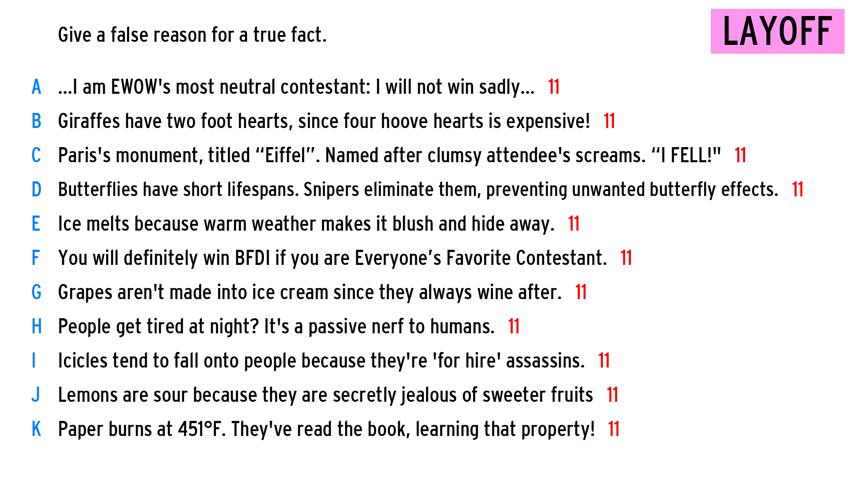 Give a false reason for a true fact.
LAYOFF
A ...I am EWOW's most neutral contestant: I will not win sadly... 11
B Giraffes have two foot hearts, since four hoove hearts is expensive! 11
C Paris's monument, titled “Eiffel”. Named after clumsy attendee's screams. “I FELL!" 11
D Butterflies have short lifespans. Snipers eliminate them, preventing unwanted butterfly effects. 11
E Ice melts because warm weather makes it blush and hide away. 11
F You will definitely win BFDI if you are Everyone’s Favorite Contestant. 11
G Grapes aren't made into ice cream since they always wine after. 11
H People get tired at night? It's a passive nerf to humans. 11
I Icicles tend to fall onto people because they're 'for hire' assassins. 11
J Lemons are sour because they are secretly jealous of sweeter fruits 11
K Paper burns at 451°F. They've read the book, learning that property! 11